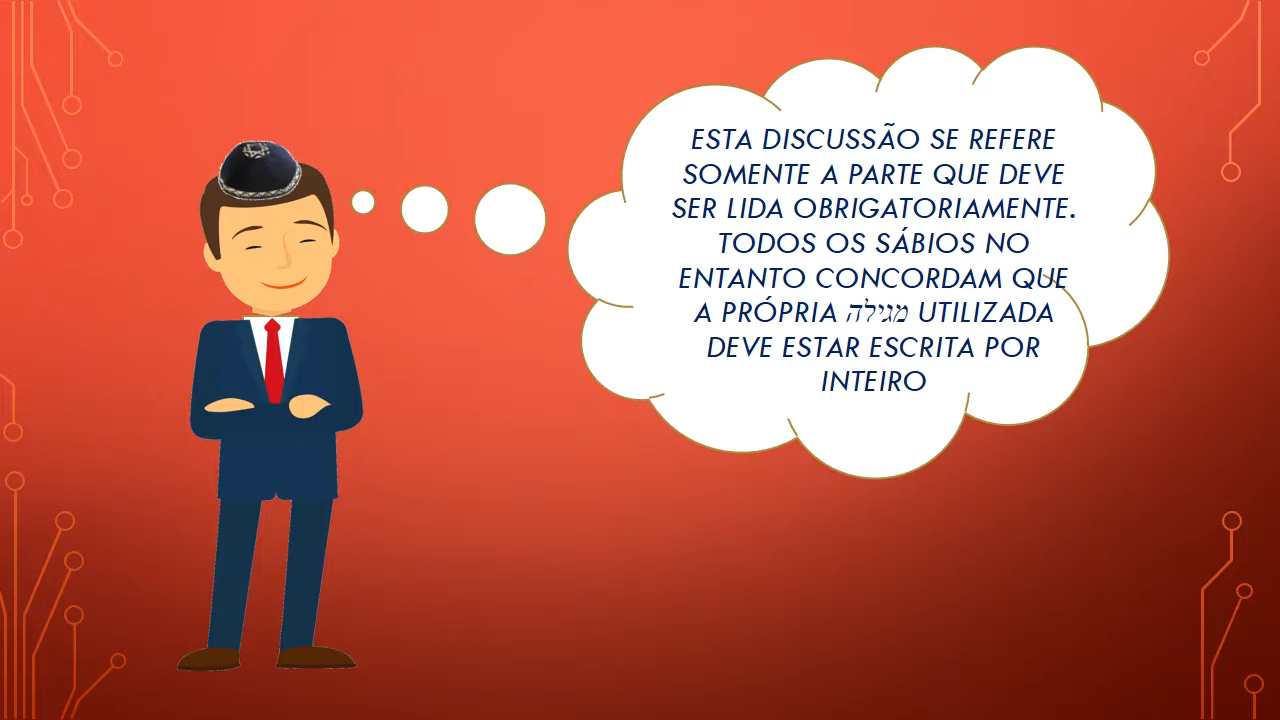 ESTA DISCUSSÃO SE REFERE
SOMENTE A PARTE QUE DEVE
SER LIDA OBRIGATORIAMENTE.
TODOS OS SÁBIOS NO
ENTANTO CONCORDAM QUE
A PRÓPRIA מגילה UTILIZADA
DEVE ESTAR ESCRITA POR
INTEIRO